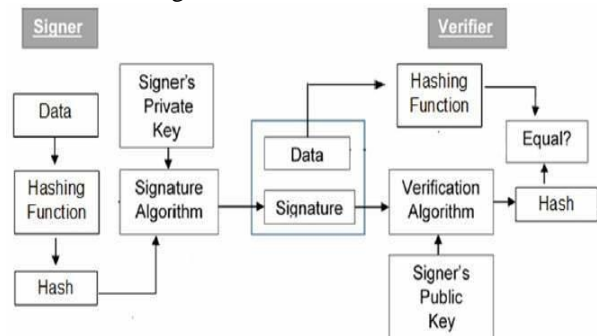 Signer
Verifier
Data
Hashing
Function
Hash
Signer's
Private
Key
Signature
Algorithm
Data
Signature
Hashing
Function
Equal?
Verification
Algorithm
Hash
Signer's
Public
Key